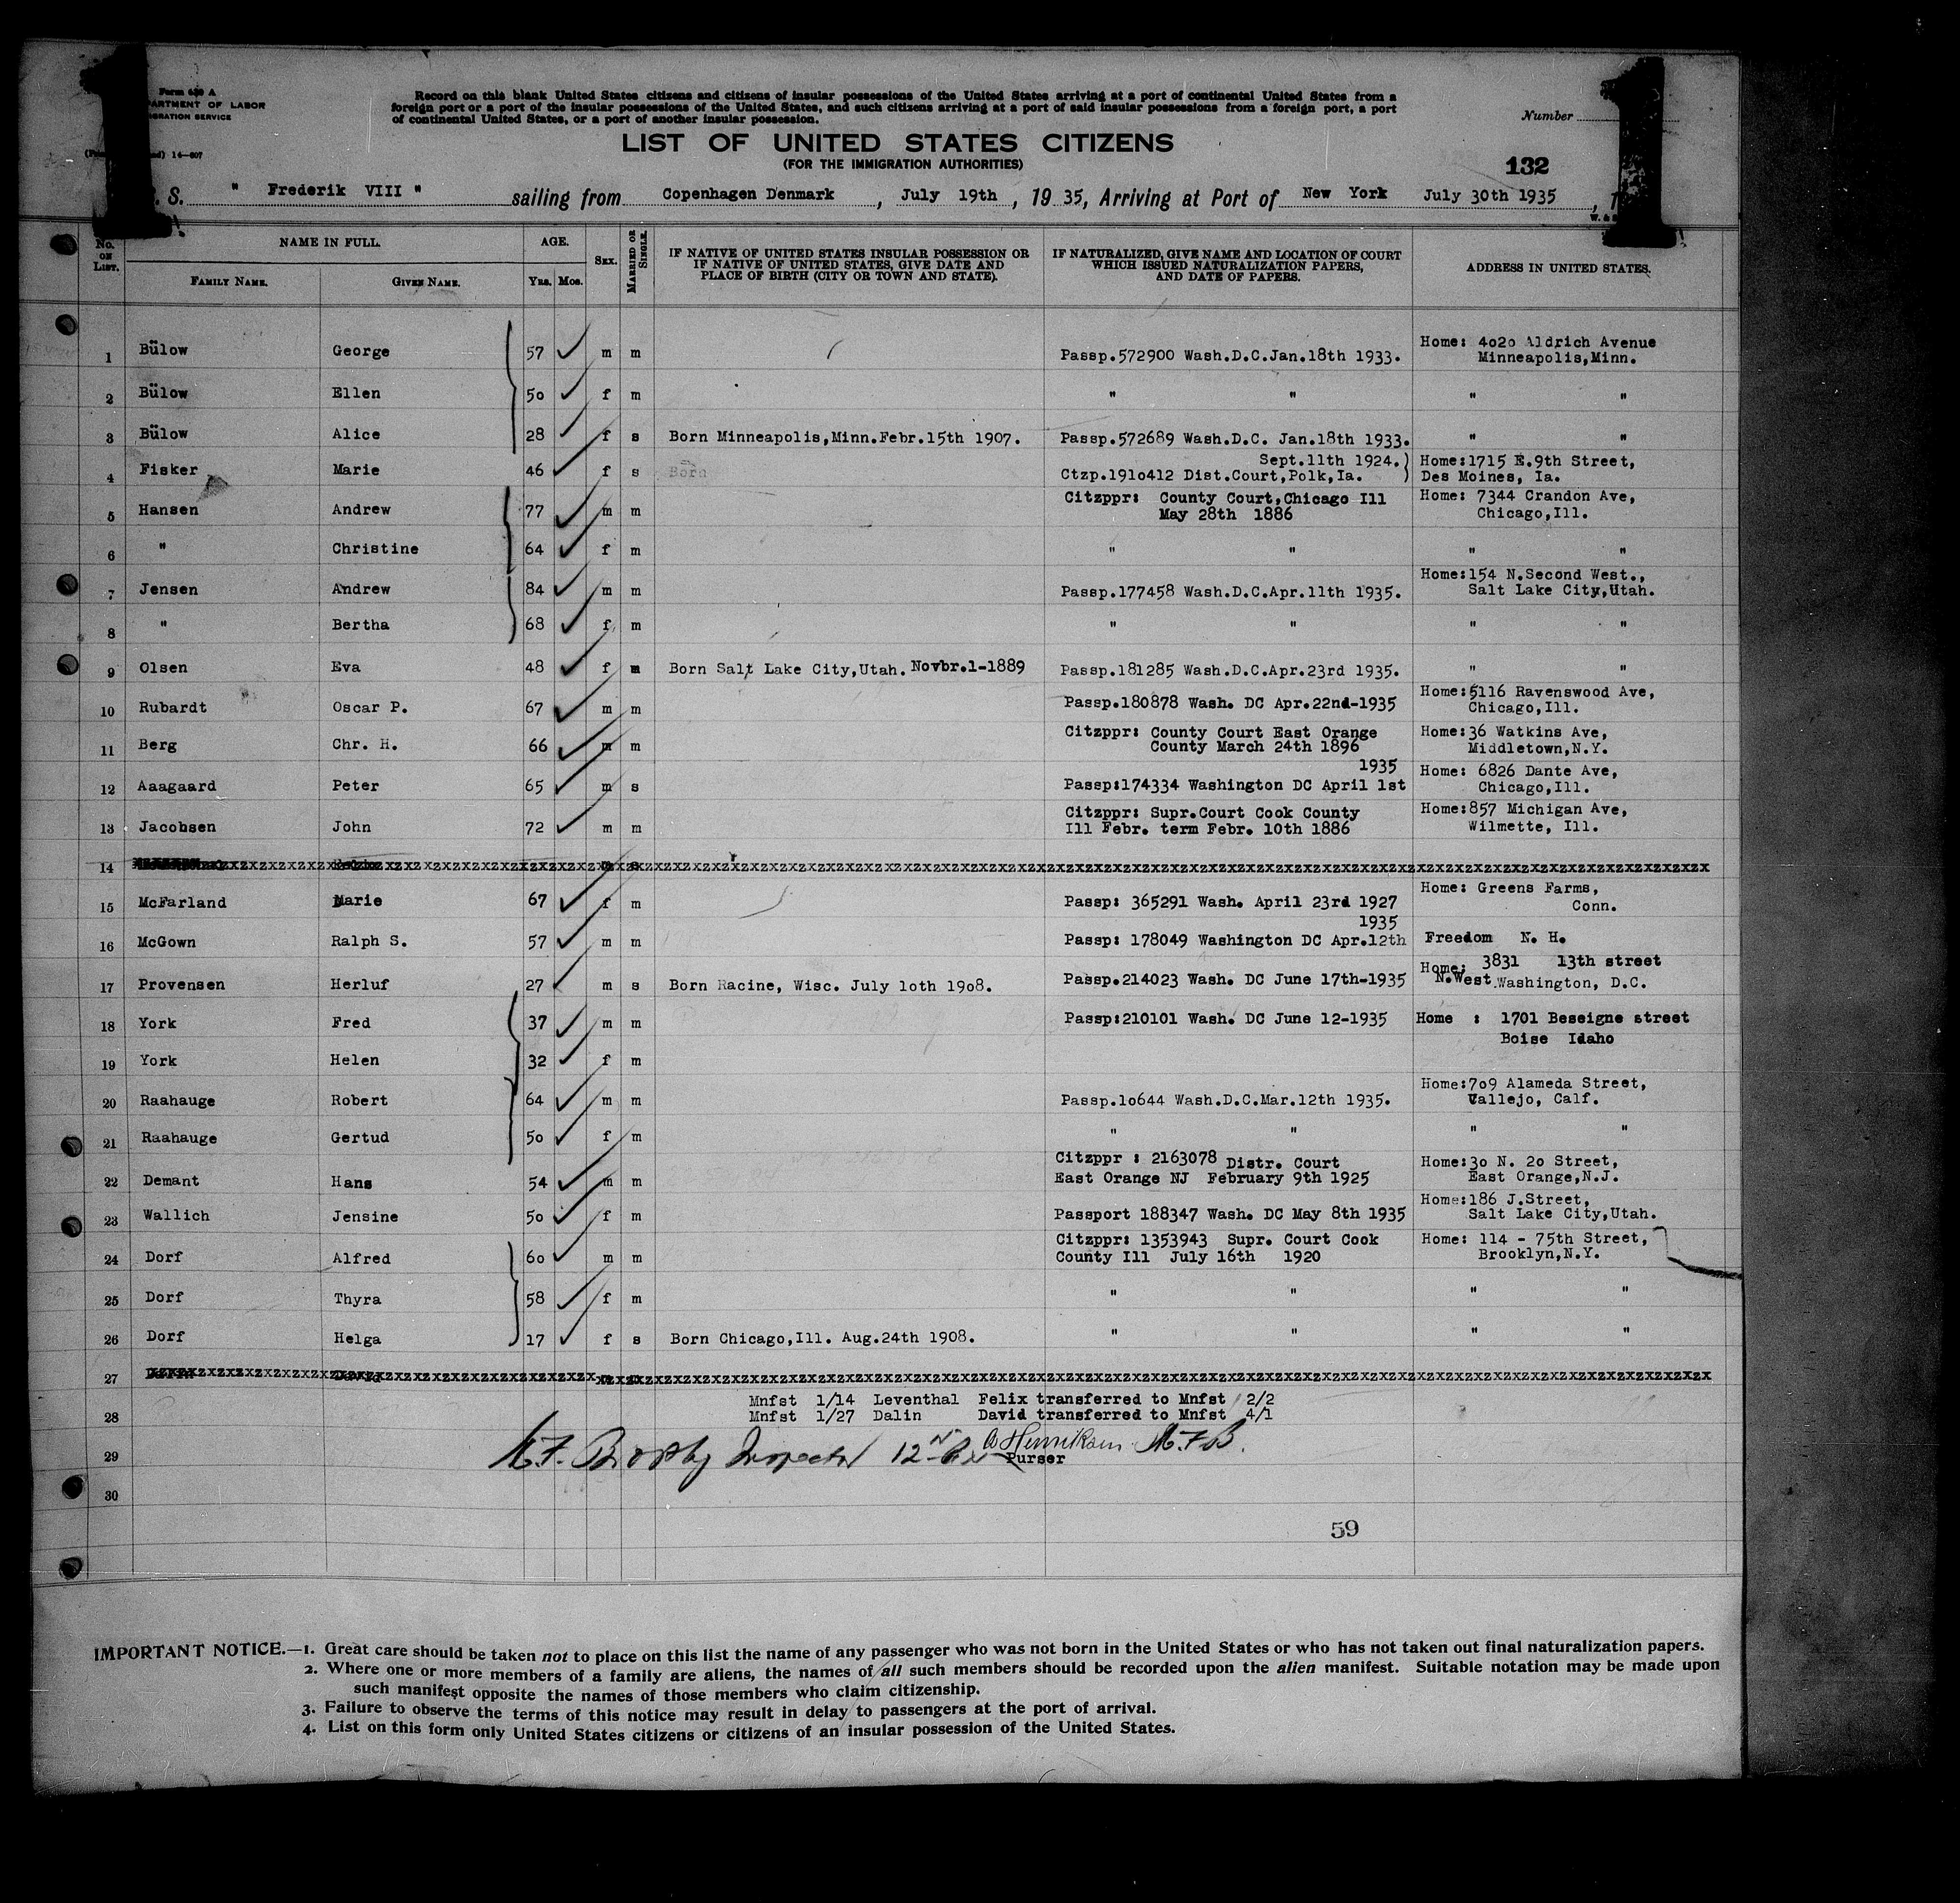 1 1
Form 630 A
PARTMENT OF LABOR
GRATION SERVICE
14—607
Record on this blank United States citizens and citizens of insular possessions of the United States arriving at a port of continental United States from a
foreign port or a port of the insular possessions of the United States, and such citizens arriving at a port of said insular possessions from a foreign port, a port
of continental United States, or a port of another insular possession.
Number
LIST OF UNITED STATES CITIZENS
(FOR THE IMMIGRATION AUTHORITIES)
132
S. " Frederik VIII " sailing from Copenhagen Denmark, July 19th, 19 35, Arriving at Port of New York July 30th 1935
No. ON LIST. NAME IN FULL. AGE. SEX. MARRIED OR SINGLE. IF NATIVE OF UNITED STATES INSULAR POSSESSION OR IF NATIVE OF UNITED STATES, GIVE DATE AND PLACE OF BIRTH (CITY OR TOWN AND STATE). IF NATURALIZED, GIVE NAME AND LOCATION OF COURT WHICH ISSUED NATURALIZATION PAPERS, AND DATE OF PAPERS. ADDRESS IN UNITED STATES.
FAMILY NAME. GIVEN NAME. YRS. MOS.
1 Bülow George 57 m m Passp.572900 Wash.D.C.Jan.18th 1933. Home: 4o2o Aldrich Avenue
Minneapolis,Minn.
2 Bülow Ellen 5o f m " " " "
3 Bülow Alice 28 f s Born Minneapolis,Minn.Febr.15th 1907. Passp.572689 Wash.D.C. Jan.18th 1933. " "
Sept.11th 1924.)
4 Fisker Marie 46 f s Born Ctzp.191o412 Dist.Court,Polk,Ia. ) Home:1715 E.9th Street,
Des Moines, Ia.
5 Hansen Andrew 77 m m Citzppr: County Court,Chicago Ill Home: 7344 Crandon Ave,
May 28th 1886 Chicago,Ill.
6 " Christine 64 f m " " " "
7 Jensen Andrew 84 m m Passp.177458 Wash.D.C.Apr.11th 1935. Home:154 N.Second West.,
Salt Lake City,Utah.
8 " Bertha 68 f m " " " "
9 Olsen Eva 48 f m Born Salt Lake City,Utah. Novbr.1-1889 Passp.181285 Wash.D.C.Apr.23rd 1935. " "
10 Rubardt Oscar P. 67 m m Passp.180878 Wash. DC Apr.22nd-1935 Home:5116 Ravenswood Ave,
Chicago,Ill.
11 Berg Chr. H. 66 m m Citzppr: County Court East Orange Home:36 Watkins Ave,
County March 24th 1896 Middletown,N.Y.
1935
12 Aaagaard Peter 65 m s Passp:174334 Washington DC April 1st Home: 6826 Dante Ave,
Chicago,Ill.
13 Jacobsen John 72 m m Citzppr: Supr.Court Cook County Home:857 Michigan Ave,
Ill Febr. term Febr. 10th 1886 Wilmette, Ill.
14
15 McFarland Marie 67 f m Passp: 365291 Wash. April 23rd 1927 Home: Greens Farms,
Conn.
1935
16 McGown Ralph S. 57 m m Passp: 178049 Washington DC Apr.12th Freedom N. H.
17 Provensen Herluf 27 m s Born Racine, Wisc. July 1oth 19o8. Passp.214023 Wash. DC June 17th-1935 Home: 3831 13th street
N.West Washington, D.C.
18 York Fred 37 m m Passp:210101 Wash. DC June 12-1935 Home : 1701 Beseigne street
Boise Idaho
19 York Helen 32 f m
20 Raahauge Robert 64 m m Passp.1o644 Wash.D.C.Mar.12th 1935. Home:7o9 Alameda Street,
Vallejo, Calf.
21 Raahauge Gertud 5o f m " " " "
22 Demant Hans 54 m m Citzppr : 2163078 Distr. Court Home:3o N. 2o Street,
East Orange NJ February 9th 1925 East Orange,N.J.
23 Wallich Jensine 5o f m Passport 188347 Wash. DC May 8th 1935 Home:186 J.Street,
Salt Lake City,Utah.
24 Dorf Alfred 6o m m Citzppr: 1353943 Supr. Court Cook Home: 114 - 75th Street,
County Ill July 16th 1920 Brooklyn,N.Y.
25 Dorf Thyra 58 f m " " " "
26 Dorf Helga 17 f s Born Chicago,Ill. Aug.24th 1908. " " " "
27
Mnfst 1/14 Leventhal Felix transferred to Mnfst 2/2
28 Mnfst 1/27 Dalin David transferred to Mnfst 4/1
29 Inspector Purser M.F.B.
30
59
IMPORTANT NOTICE.—1. Great care should be taken not to place on this list the name of any passenger who was not born in the United States or who has not taken out final naturalization papers.
2. Where one or more members of a family are aliens, the names of all such members should be recorded upon the alien manifest. Suitable notation may be made upon
such manifest opposite the names of those members who claim citizenship.
3. Failure to observe the terms of this notice may result in delay to passengers at the port of arrival.
4. List on this form only United States citizens or citizens of an insular possession of the United States.